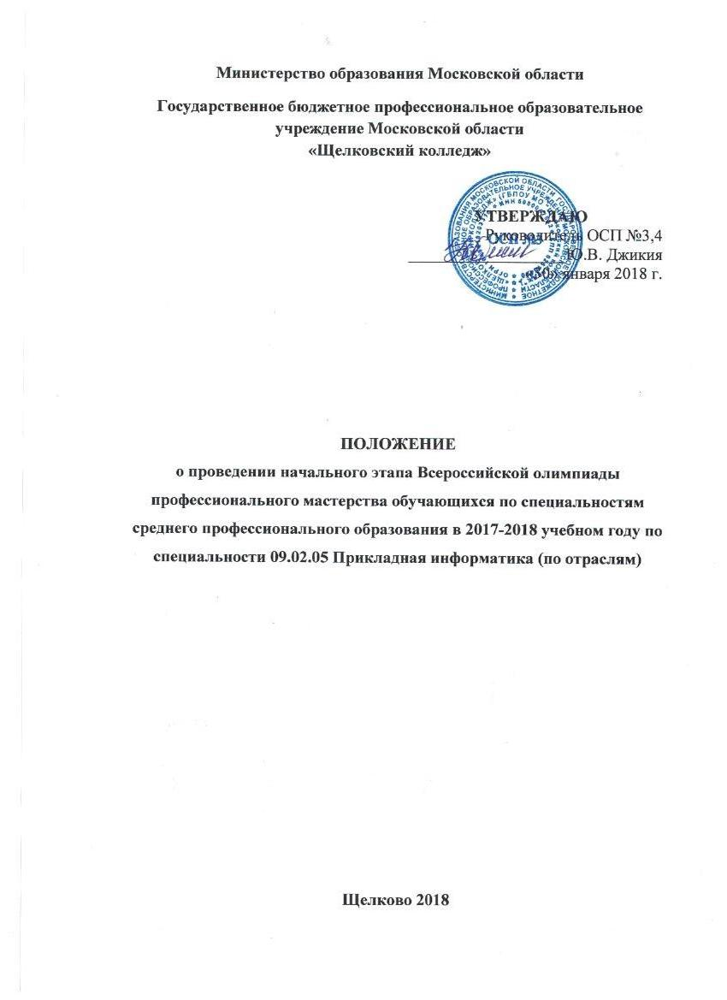 Министерство образования Московской области
Государственное бюджетное профессиональное образовательное
учреждение Московской области
«Щелковский колледж»
УТВЕРЖДАЮ
Руководитель ОСП №3,4
Ю.В. Джикия
«30» января 2018 г.
ОСП №3
ПОЛОЖЕНИЕ
о проведении начального этапа Всероссийской олимпиады
профессионального мастерства обучающихся по специальностям
среднего профессионального образования в 2017-2018 учебном году по
специальности 09.02.05 Прикладная информатика (по отраслям)
Щелково 2018